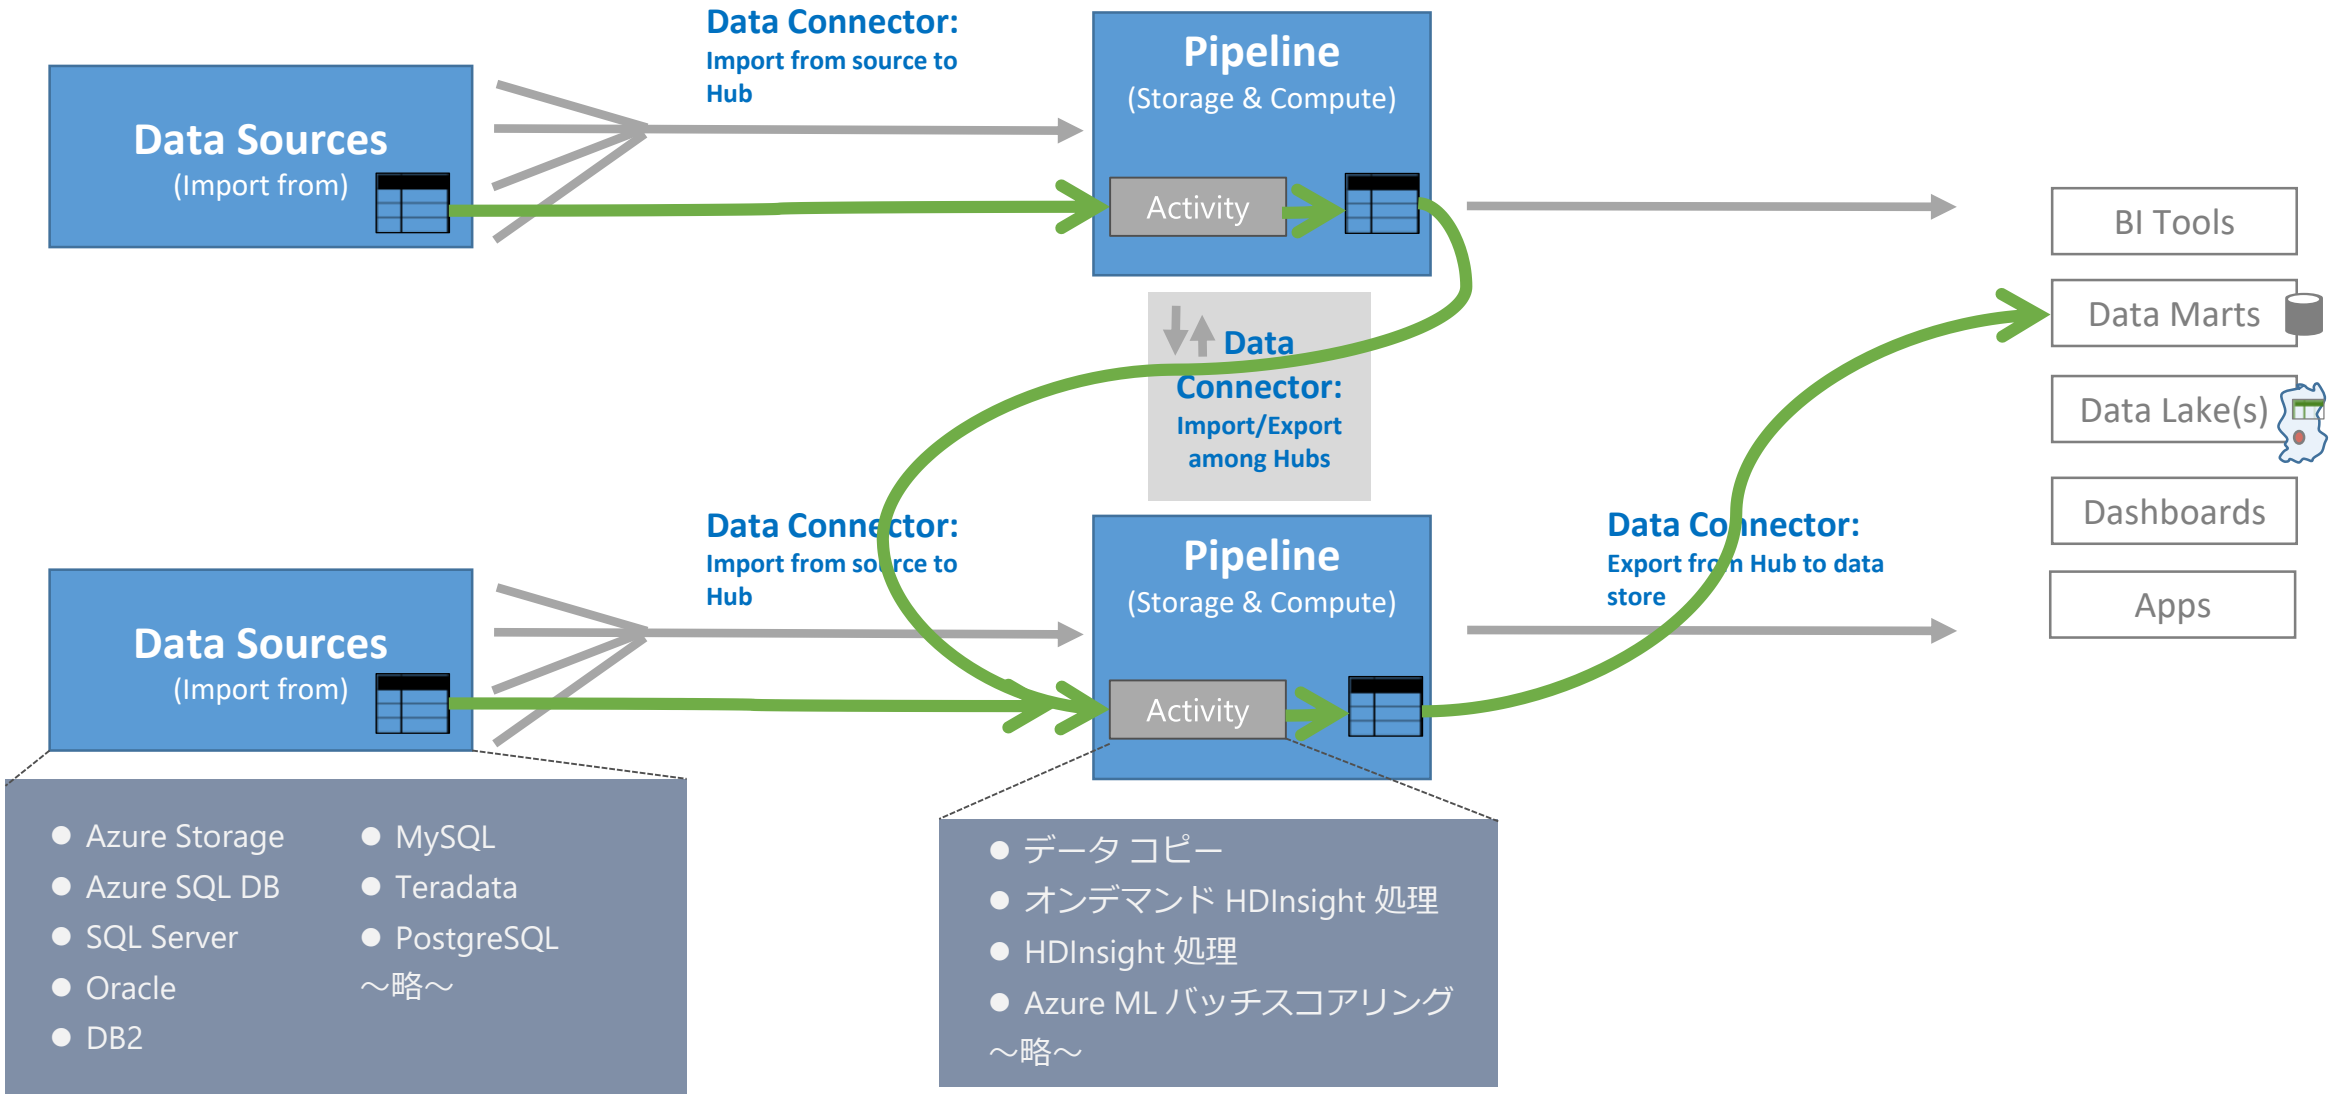 Data Connector:
Import from source to
Hub
Pipeline
(Storage & Compute)
Data Sources
(Import from)
Activity
BI Tools
Data Marts
Data Lake(s)
Dashboards
Apps
Data
Connector:
Import/Export
among Hubs
Data Connector:
Import from source to
Hub
Pipeline
(Storage & Compute)
Data Connector:
Export from Hub to data
store
Data Sources
(Import from)
Activity
● Azure Storage
● Azure SQL DB
● SQL Server
● Oracle
● DB2
● MySQL
● Teradata
● PostgreSQL
～略～
● データ コピー
● オンデマンド HDInsight 処理
● HDInsight 処理
● Azure ML バッチスコアリング
～略～